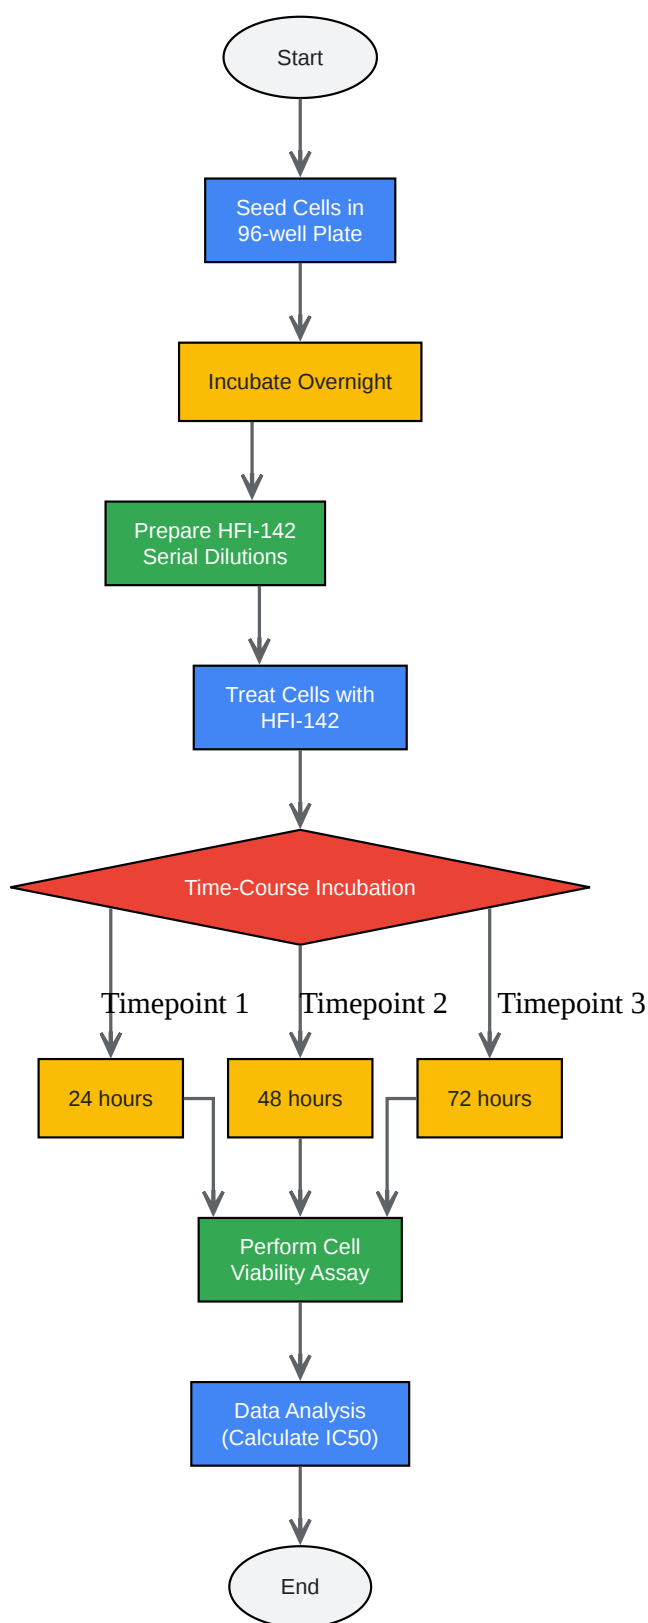 Start
Seed Cells in
96-well Plate
Incubate Overnight
Prepare HFI-142
Serial Dilutions
Treat Cells with
HFI-142
Time-Course Incubation
Timepoint 1
Timepoint 2
Timepoint 3
24 hours
48 hours
72 hours
Perform Cell
Viability Assay
Data Analysis
(Calculate IC50)
End